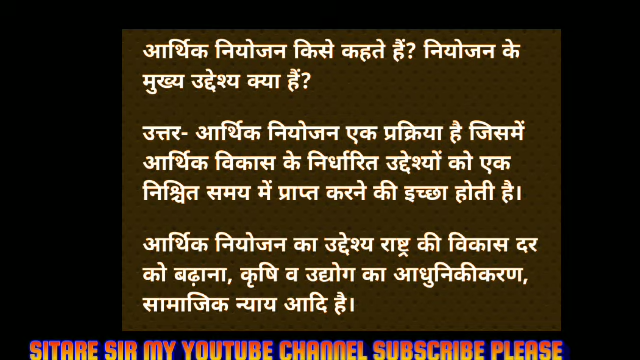 आर्थिक नियोजन किसे कहते हैं? नियोजन के
मुख्य उद्देश्य क्या हैं?
उत्तर- आर्थिक नियोजन एक प्रक्रिया है जिसमें
आर्थिक विकास के निर्धारित उद्देश्यों को एक
निश्चित समय में प्राप्त करने की इच्छा होती है।
आर्थिक नियोजन का उद्देश्य राष्ट्र की विकास दर
को बढ़ाना, कृषि व उद्योग का आधुनिकीकरण,
सामाजिक न्याय आदि है।
SITARE SIR MY YOUTUBE CHANNEL SUBSCRIBE PLEASE